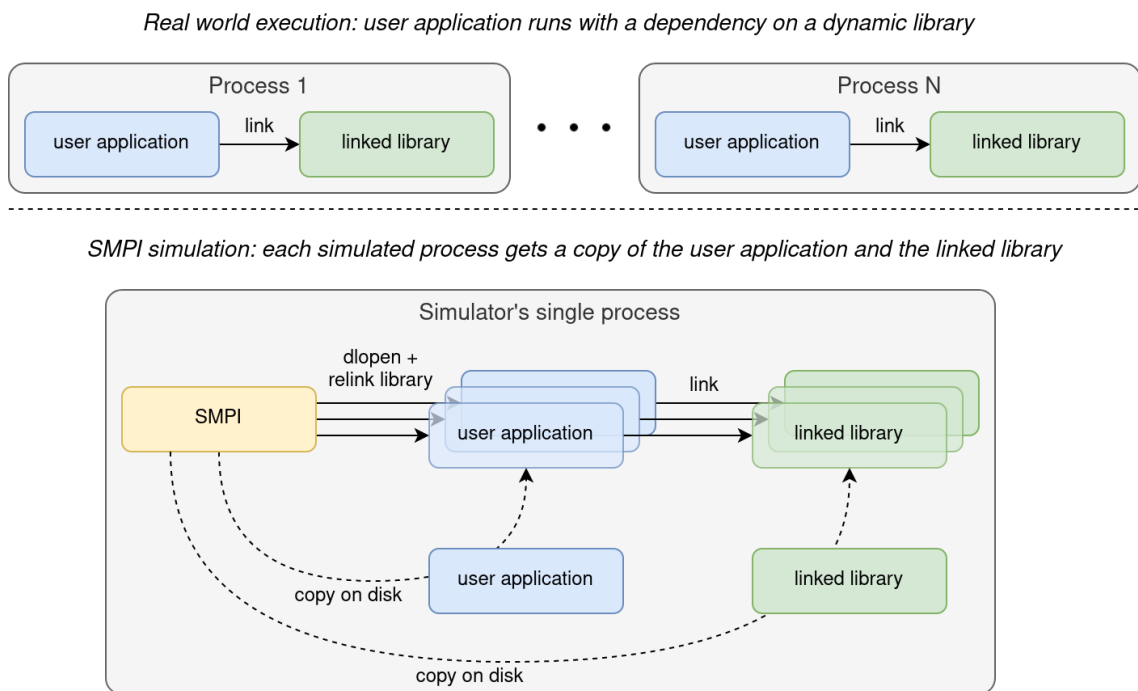 Real world execution: user application runs with a dependency on a dynamic library
Process 1
user application
link
linked library
• • •
Process N
user application
link
linked library
SMPI simulation: each simulated process gets a copy of the user application and the linked library
Simulator's single process
dlopen +
relink library
link
SMPI
user application
linked library
user application
linked library
copy on disk
copy on disk